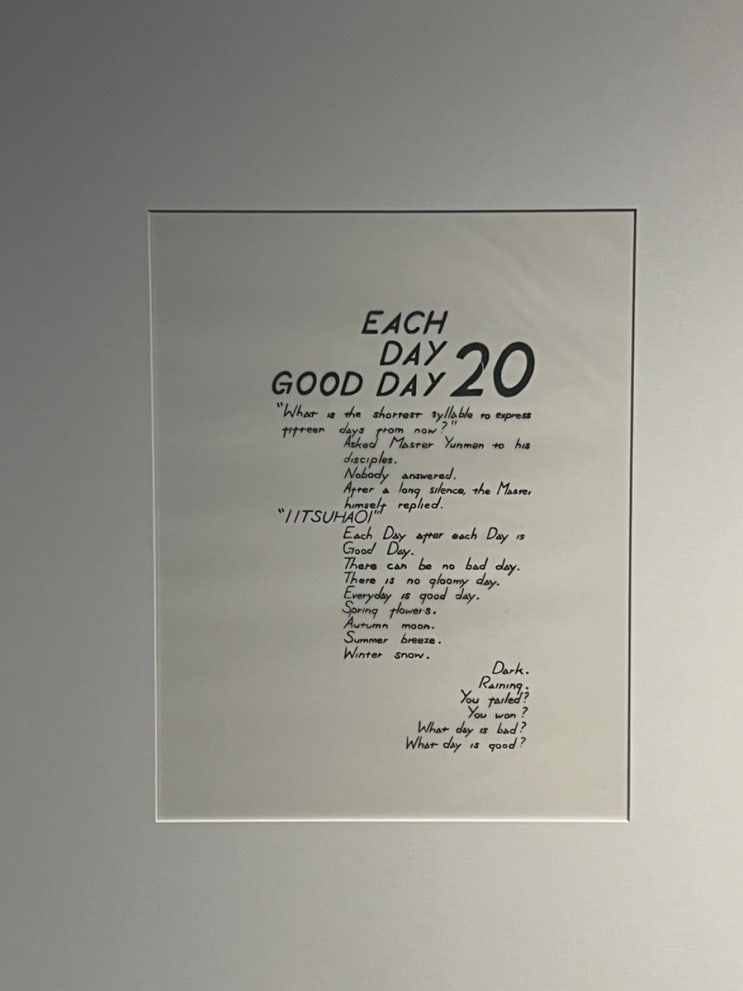 EACH
DAY 20
GOOD DAY
"What is the shortest syllable to express
fifteen days from now?"
Asked Master Yunmen to his
disciples.
Nobody answered.
After a long silence, the Master
himself replied.
"IITSUHAO!"
Each Day after each Day is
Good Day.
There can be no bad day.
There is no gloomy day.
Everyday is good day.
Spring flowers.
Autumn moon.
Summer breeze.
Winter snow.
Dark.
Raining.
You failed?
You won?
What day is bad?
What day is good?